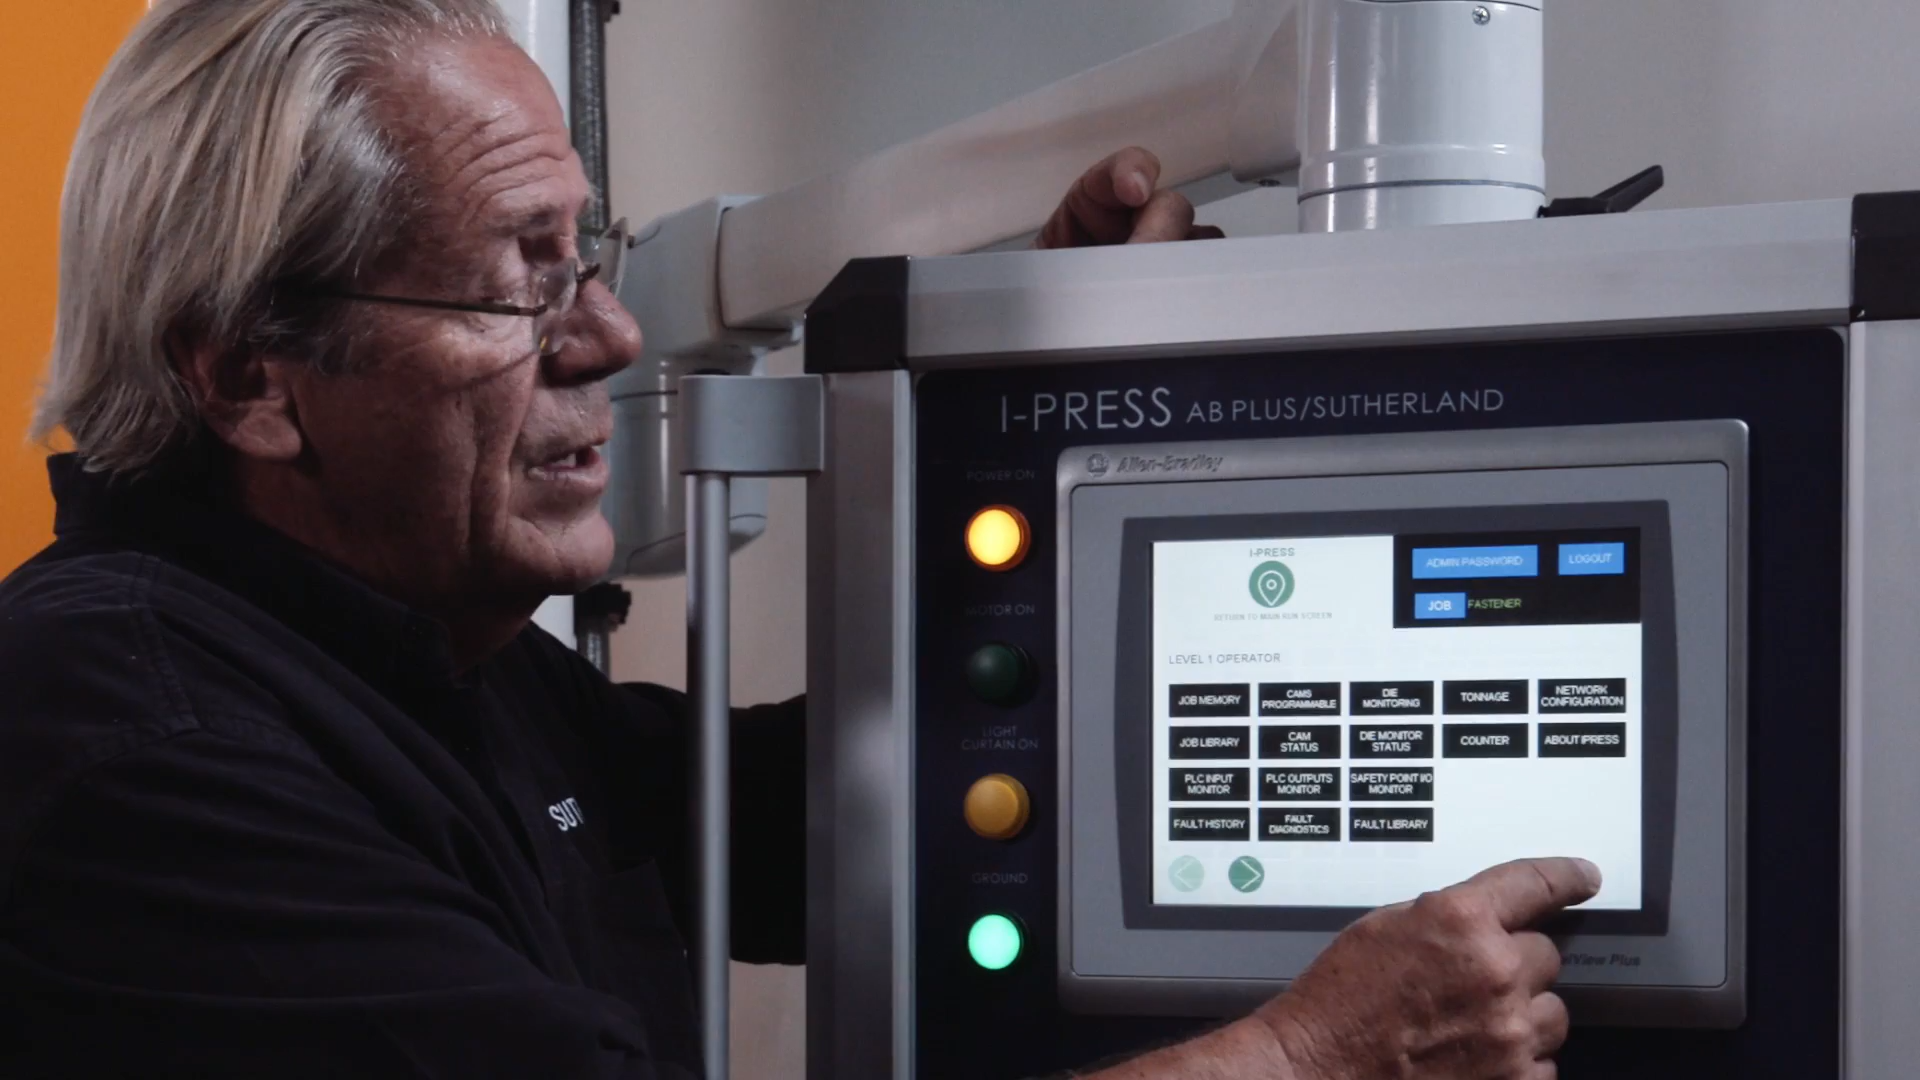 I-PRESS AB PLUS/SUTHERLAND
Allen-Bradley
POWER ON
MOTOR ON
LIGHT
CURTAIN ON
GROUND
I-PRESS
RETURN TO MAIN RUN SCREEN
ADMIN PASSWORD
LOGOUT
JOB FASTENER
LEVEL 1 OPERATOR
JOB MEMORY
CAMS
PROGRAMMABLE
DIE
MONITORING
TONNAGE
NETWORK
CONFIGURATION
JOB LIBRARY
CAM
STATUS
DIE MONITOR
STATUS
COUNTER
ABOUT IPRESS
PLC INPUT
MONITOR
PLC OUTPUTS
MONITOR
SAFETY POINT I/O
MONITOR
FAULT HISTORY
FAULT
DIAGNOSTICS
FAULT LIBRARY
elView Plus
SUT